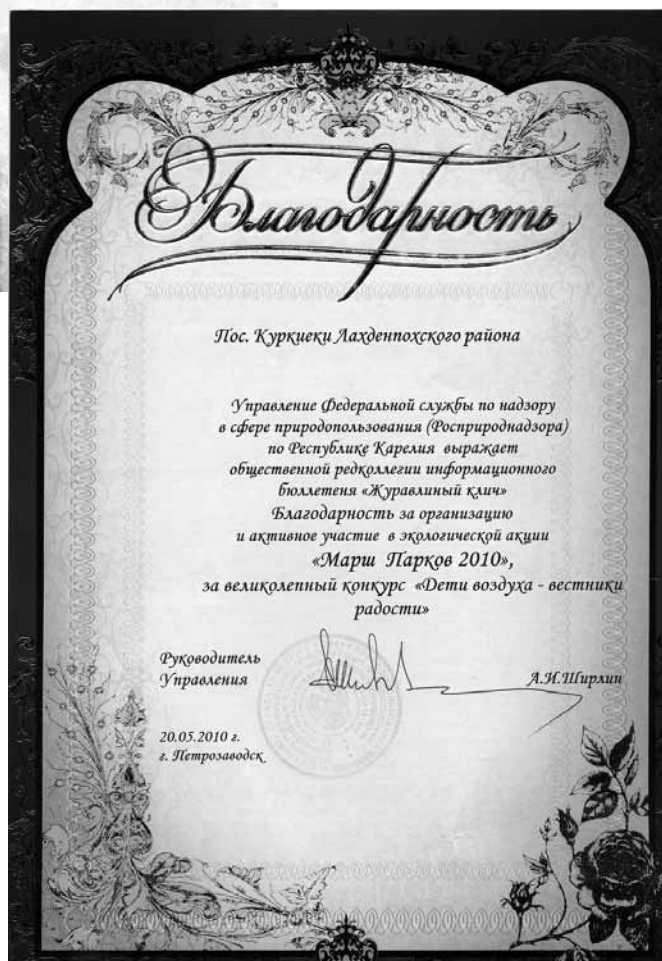 Благодарность
Пос. Куркиеки Лахденпохского района
Управление Федеральной службы по надзору
в сфере природопользования (Росприроднадзора)
по Республике Карелия выражает
общественной редколлегии информационного
бюллетеня «Журавлиный клич»
Благодарность за организацию
и активное участие в экологической акции
«Марш Парков 2010»,
за великолепный конкурс «Дети воздуха - вестники
радости»
Руководитель
Управления
А.И.Ширлин
20.05.2010 г.
г. Петрозаводск